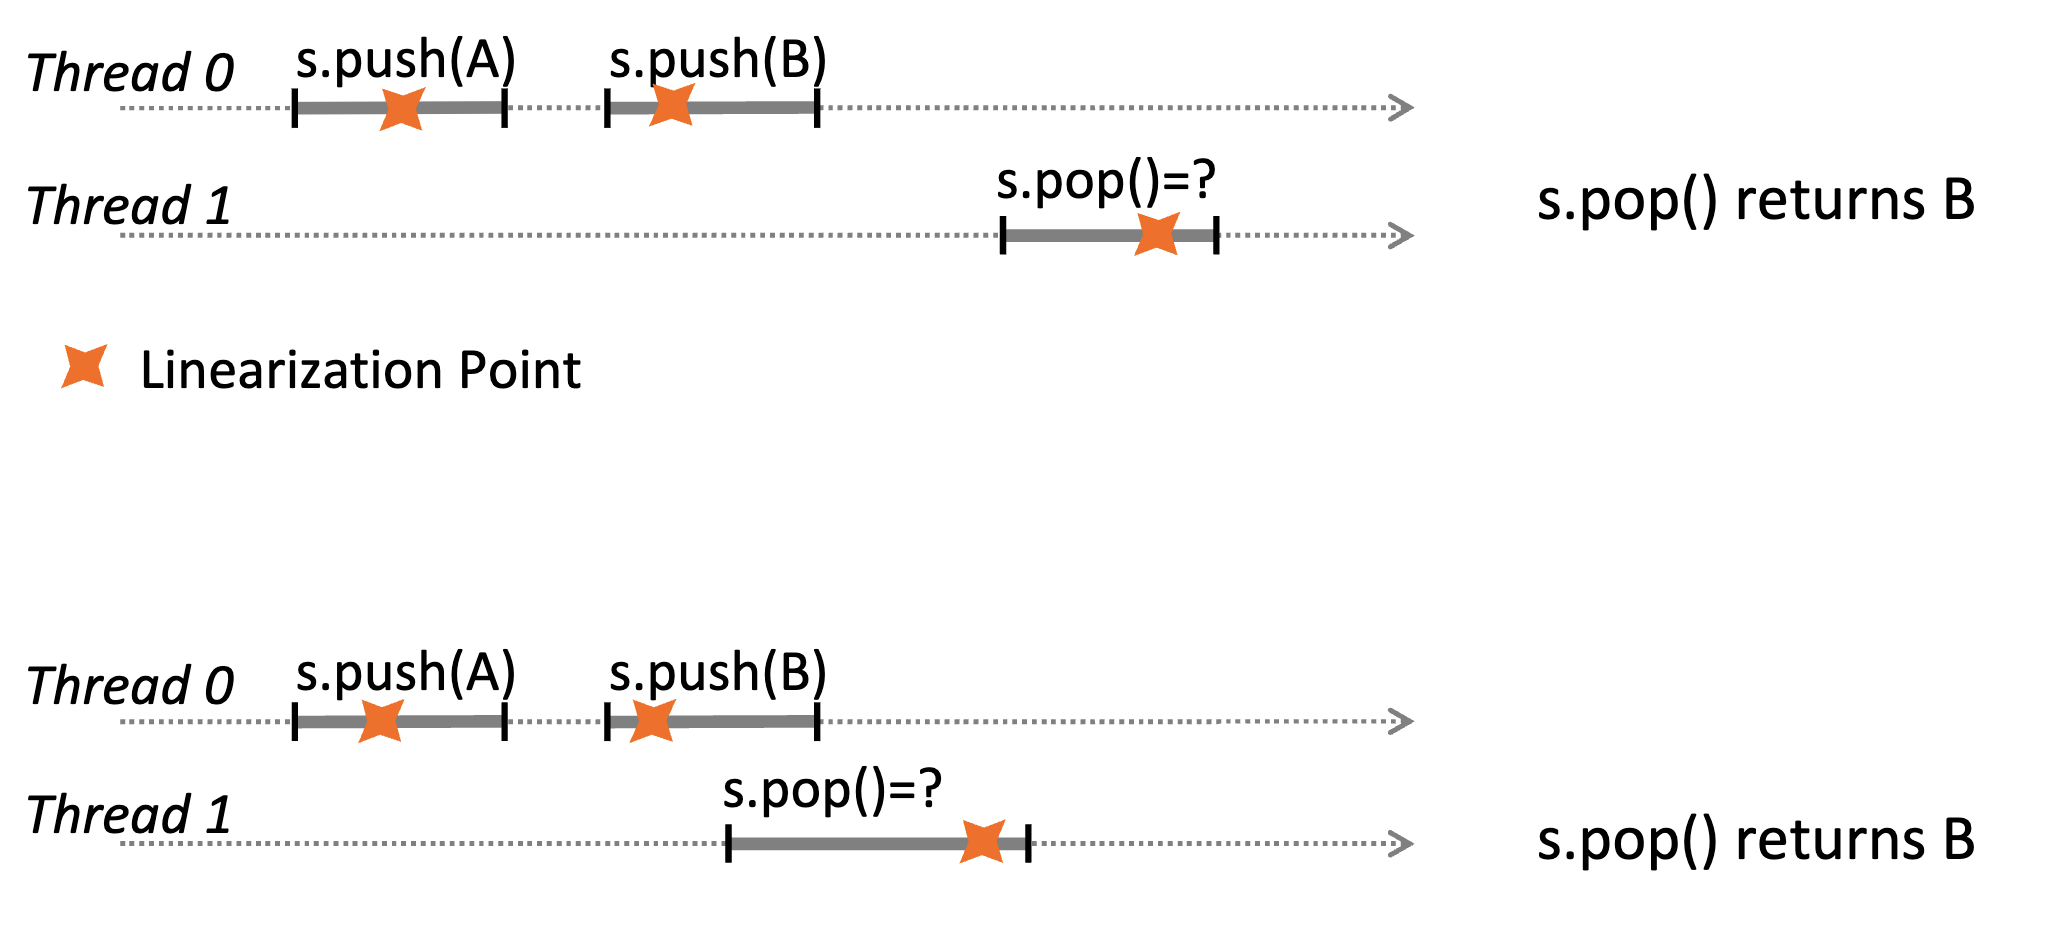 Thread 0 s.push(A) s.push(B)
s.pop()=?
Thread 1 s.pop() returns B
Linearization Point
Thread 0 s.push(A) s.push(B)
s.pop()=?
Thread 1 s.pop() returns B